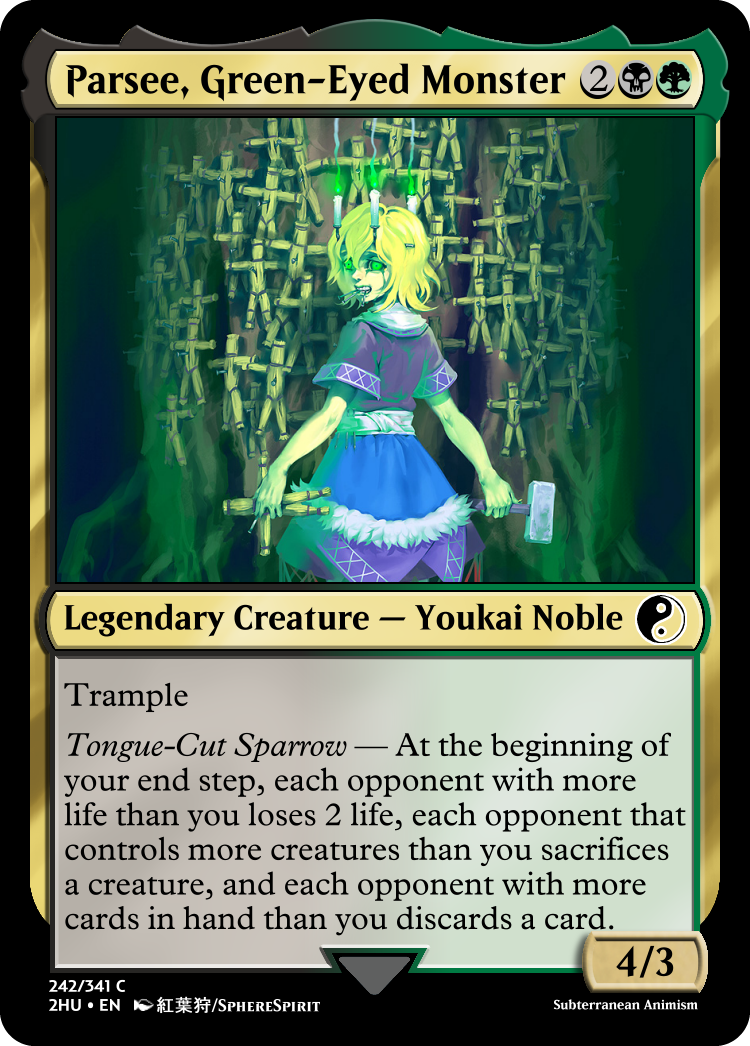 Parsee, Green-Eyed Monster 2
Legendary Creature — Youkai Noble
Trample
Tongue-Cut Sparrow — At the beginning of
your end step, each opponent with more
life than you loses 2 life, each opponent that
controls more creatures than you sacrifices
a creature, and each opponent with more
cards in hand than you discards a card.
4/3
242/341 C
2HU • EN 紅葉狩/SphereSpirit
Subterranean Animism